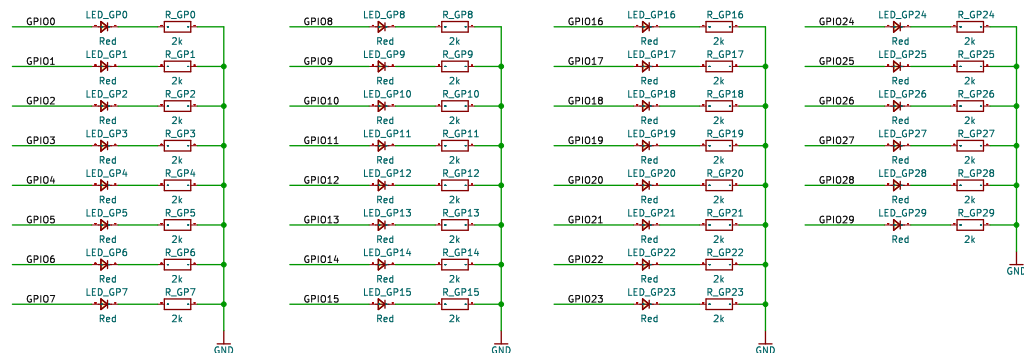 LED_GP0 R_GP0
GPIO0
Red 2k
LED_GP1 R_GP1
GPIO1
Red 2k
LED_GP2 R_GP2
GPIO2
Red 2k
LED_GP3 R_GP3
GPIO3
Red 2k
LED_GP4 R_GP4
GPIO4
Red 2k
LED_GP5 R_GP5
GPIO5
Red 2k
LED_GP6 R_GP6
GPIO6
Red 2k
LED_GP7 R_GP7
GPIO7
Red 2k
GND
LED_GP8 R_GP8
GPIO8
Red 2k
LED_GP9 R_GP9
GPIO9
Red 2k
LED_GP10 R_GP10
GPIO10
Red 2k
LED_GP11 R_GP11
GPIO11
Red 2k
LED_GP12 R_GP12
GPIO12
Red 2k
LED_GP13 R_GP13
GPIO13
Red 2k
LED_GP14 R_GP14
GPIO14
Red 2k
LED_GP15 R_GP15
GPIO15
Red 2k
GND
LED_GP16 R_GP16
GPIO16
Red 2k
LED_GP17 R_GP17
GPIO17
Red 2k
LED_GP18 R_GP18
GPIO18
Red 2k
LED_GP19 R_GP19
GPIO19
Red 2k
LED_GP20 R_GP20
GPIO20
Red 2k
LED_GP21 R_GP21
GPIO21
Red 2k
LED_GP22 R_GP22
GPIO22
Red 2k
LED_GP23 R_GP23
GPIO23
Red 2k
GND
LED_GP24 R_GP24
GPIO24
Red 2k
LED_GP25 R_GP25
GPIO25
Red 2k
LED_GP26 R_GP26
GPIO26
Red 2k
LED_GP27 R_GP27
GPIO27
Red 2k
LED_GP28 R_GP28
GPIO28
Red 2k
LED_GP29 R_GP29
GPIO29
Red 2k
GND